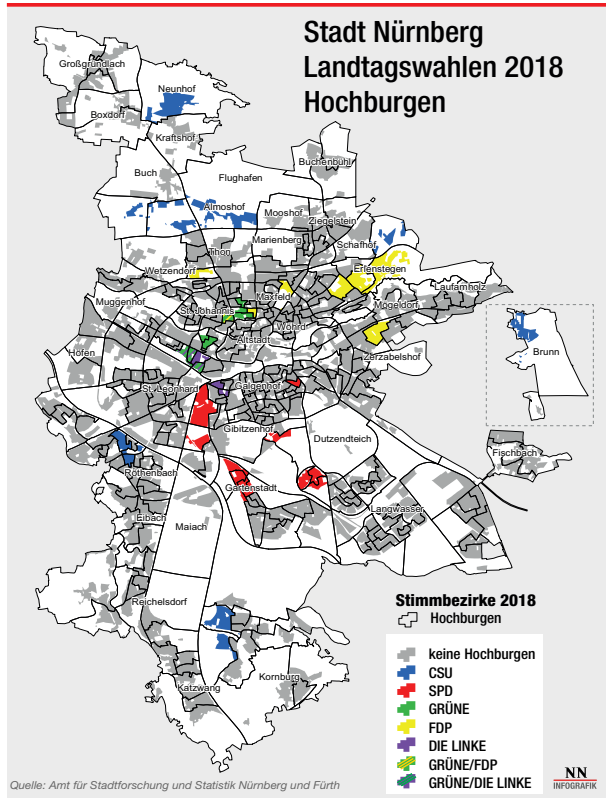 Stadt Nürnberg
Landtagswahlen 2018
Hochburgen
Großgründlach
Neunhof
Boxdorf
Kraftshof
Buchenbühl
Buch
Flughafen
Almoshof
Mooshof
Ziegelstein
Marienberg
Schafhof
Thon
Wetzendorf
Erlenstegen
Laufamholz
Maxfeld
Mögeldorf
Muggenhof
St. Johannis
Wöhrd
Altstadt
Höfen
Zerzabelshof
Brunn
St. Leonhard
Galgenhof
Gibitzenhof
Dutzendteich
Fischbach
Röthenbach
Gartenstadt
Eibach
Langwasser
Maiach
Reichelsdorf
Kornburg
Katzwang
Stimmbezirke 2018
Hochburgen
keine Hochburgen
CSU
SPD
GRÜNE
FDP
DIE LINKE
GRÜNE/FDP
GRÜNE/DIE LINKE
Quelle: Amt für Stadtforschung und Statistik Nürnberg und Fürth
NN
INFOGRAFIK